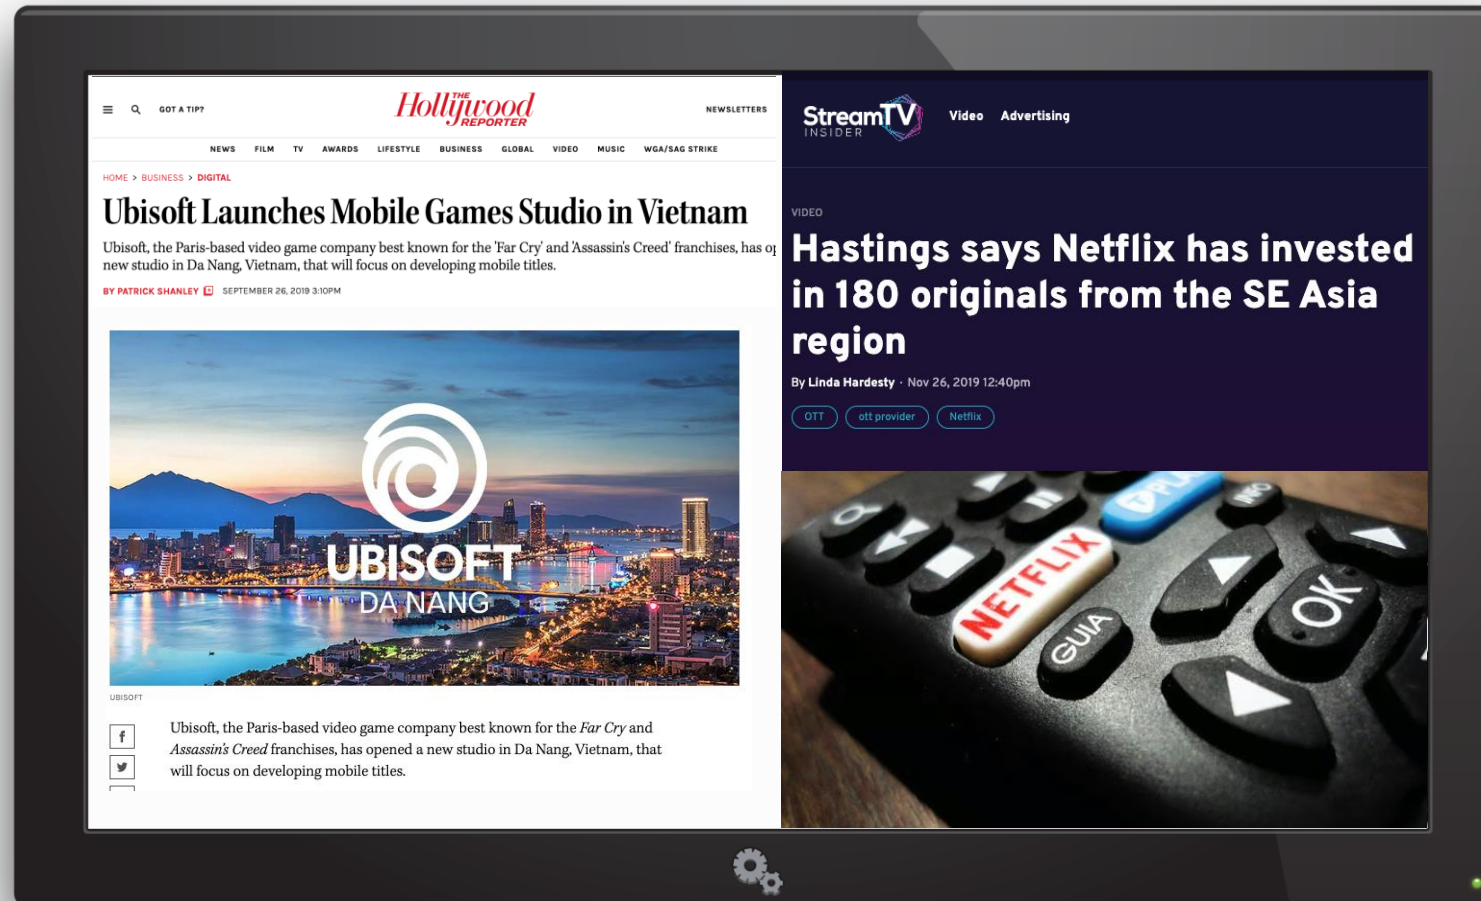 GOT A TIP?
THE
Hollywood
REPORTER
NEWSLETTERS
NEWS FILM TV AWARDS LIFESTYLE BUSINESS GLOBAL VIDEO MUSIC WGA/SAG STRIKE
HOME > BUSINESS > DIGITAL
Ubisoft Launches Mobile Games Studio in Vietnam
Ubisoft, the Paris-based video game company best known for the 'Far Cry' and 'Assassin's Creed' franchises, has
new studio in Da Nang, Vietnam, that will focus on developing mobile titles.
BY PATRICK SHANLEY SEPTEMBER 26, 2019 3:10PM
UBISOFT
DA NANG
UBISOFT
Ubisoft, the Paris-based video game company best known for the Far Cry and
Assassin's Creed franchises, has opened a new studio in Da Nang, Vietnam, that
will focus on developing mobile titles.
StreamTV
INSIDER
Video Advertising
VIDEO
Hastings says Netflix has invested
in 180 originals from the SE Asia
region
By Linda Hardesty · Nov 26, 2019 12:40pm
OTT ott provider Netflix
INFO
NETFLIX
GUIA
OK